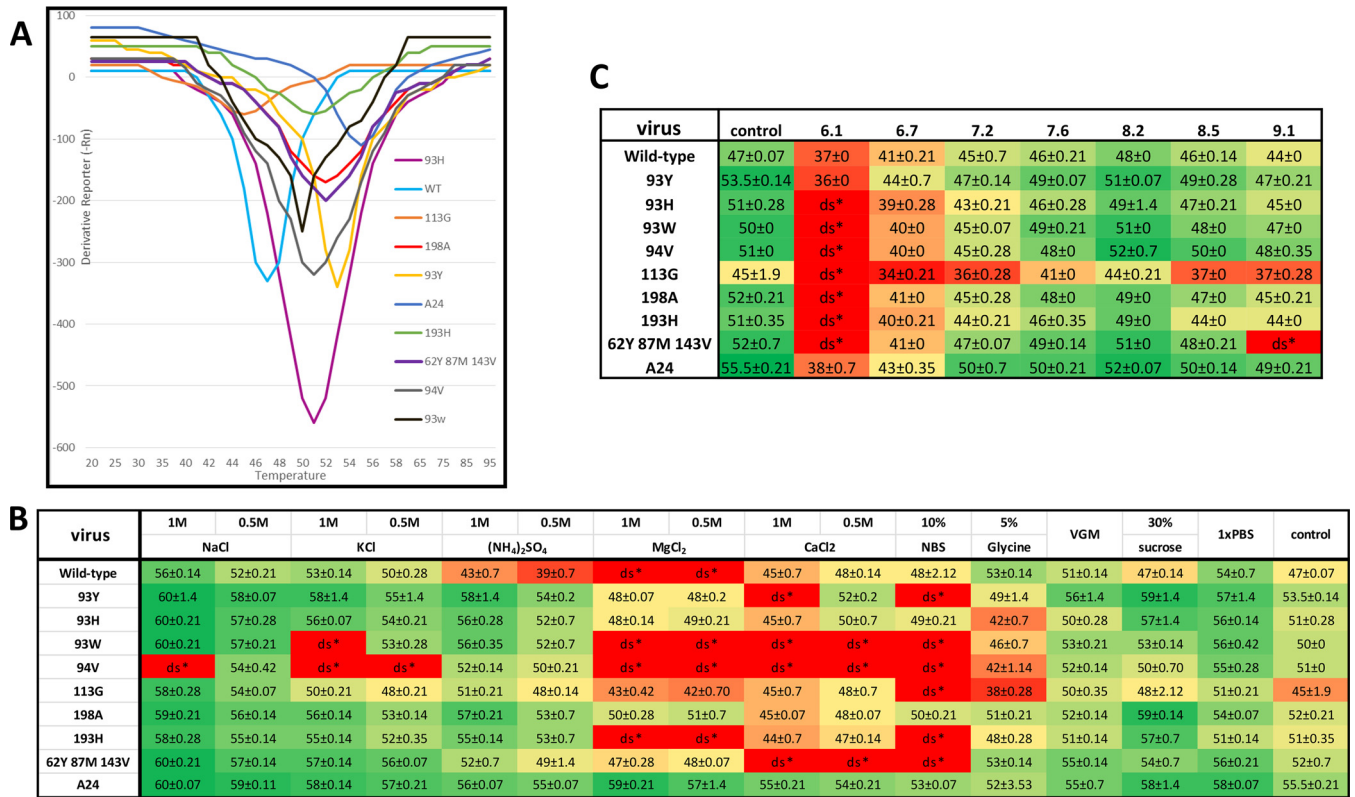 A
100
0
-100
-200
-300
-400
-500
-600
Derivative Reporter (-Rn)
93H
WT
113G
198A
93Y
A24
193H
62Y 87M 143V
94V
93w
20 25 30 35 40 42 44 46 48 50 52 54 56 58 65 75 85 95
Temperature
C
virus control 6.1 6.7 7.2 7.6 8.2 8.5 9.1
Wild-type 47±0.07 37±0 41±0.21 45±0.7 46±0.21 48±0 46±0.14 44±0
93Y 53.5±0.14 36±0 44±0.7 47±0.14 49±0.07 51±0.07 49±0.28 47±0.21
93H 51±0.28 ds* 39±0.28 43±0.21 46±0.28 49±1.4 47±0.21 45±0
93W 50±0 ds* 40±0 45±0.07 49±0.21 51±0 48±0 47±0
94V 51±0 ds* 40±0 45±0.28 48±0 52±0.7 50±0 48±0.35
113G 45±1.9 ds* 34±0.21 36±0.28 41±0 44±0.21 37±0 37±0.28
198A 52±0.21 ds* 41±0 45±0.28 48±0 49±0 47±0 45±0.21
193H 51±0.35 ds* 40±0.21 44±0.21 46±0.35 49±0 44±0 44±0
62Y 87M 143V 52±0.7 ds* 41±0 47±0.07 49±0.14 51±0 48±0.21 ds*
A24 55.5±0.21 38±0.7 43±0.35 50±0.7 50±0.21 52±0.07 50±0.14 49±0.21
B
virus 1M 0.5M 1M 0.5M 1M 0.5M 1M 0.5M 1M 0.5M 10% 5% VGM 30% 1xPBS control
NaCl KCl (NH4)2SO4 MgCl2 CaCl2 NBS Glycine sucrose
Wild-type 56±0.14 52±0.21 53±0.14 50±0.28 43±0.7 39±0.7 ds* ds* 45±0.7 48±0.14 48±2.12 53±0.14 51±0.14 47±0.14 54±0.7 47±0.07
93Y 60±1.4 58±0.07 58±1.4 55±1.4 58±1.4 54±0.2 48±0.07 48±0.2 ds* 52±0.2 ds* 49±1.4 56±1.4 59±1.4 57±1.4 53.5±0.14
93H 60±0.21 57±0.28 56±0.07 54±0.21 56±0.28 52±0.7 48±0.14 49±0.21 45±0.7 50±0.7 49±0.21 42±0.7 50±0.28 57±1.4 56±0.14 51±0.28
93W 60±0.21 57±0.21 ds* 53±0.28 56±0.35 52±0.7 ds* ds* ds* ds* ds* 46±0.7 53±0.21 53±0.14 56±0.42 50±0
94V ds* 54±0.42 ds* ds* 52±0.14 50±0.21 ds* ds* ds* ds* ds* 42±1.14 52±0.14 50±0.70 55±0.28 51±0
113G 58±0.28 54±0.07 50±0.21 48±0.21 51±0.21 48±0.14 43±0.42 42±0.70 45±0.7 48±0.7 ds* 38±0.28 50±0.35 48±2.12 51±0.21 45±1.9
198A 59±0.21 56±0.14 56±0.14 53±0.14 57±0.21 53±0.7 50±0.28 51±0.7 45±0.07 48±0.07 50±0.21 51±0.21 52±0.14 59±0.14 54±0.07 52±0.21
193H 58±0.28 55±0.14 55±0.14 52±0.35 55±0.14 53±0.7 ds* ds* 44±0.7 47±0.14 ds* 48±0.28 51±0.14 57±0.7 51±0.14 51±0.35
62Y 87M 143V 60±0.21 57±0.14 57±0.14 56±0.07 52±0.7 49±1.4 47±0.28 48±0.07 ds* ds* ds* 53±0.14 55±0.14 54±0.7 56±0.21 52±0.7
A24 60±0.07 59±0.11 58±0.14 57±0.21 56±0.07 55±0.07 59±0.21 57±1.4 55±0.21 54±0.21 53±0.07 52±3.53 55±0.7 58±1.4 58±0.07 55.5±0.21